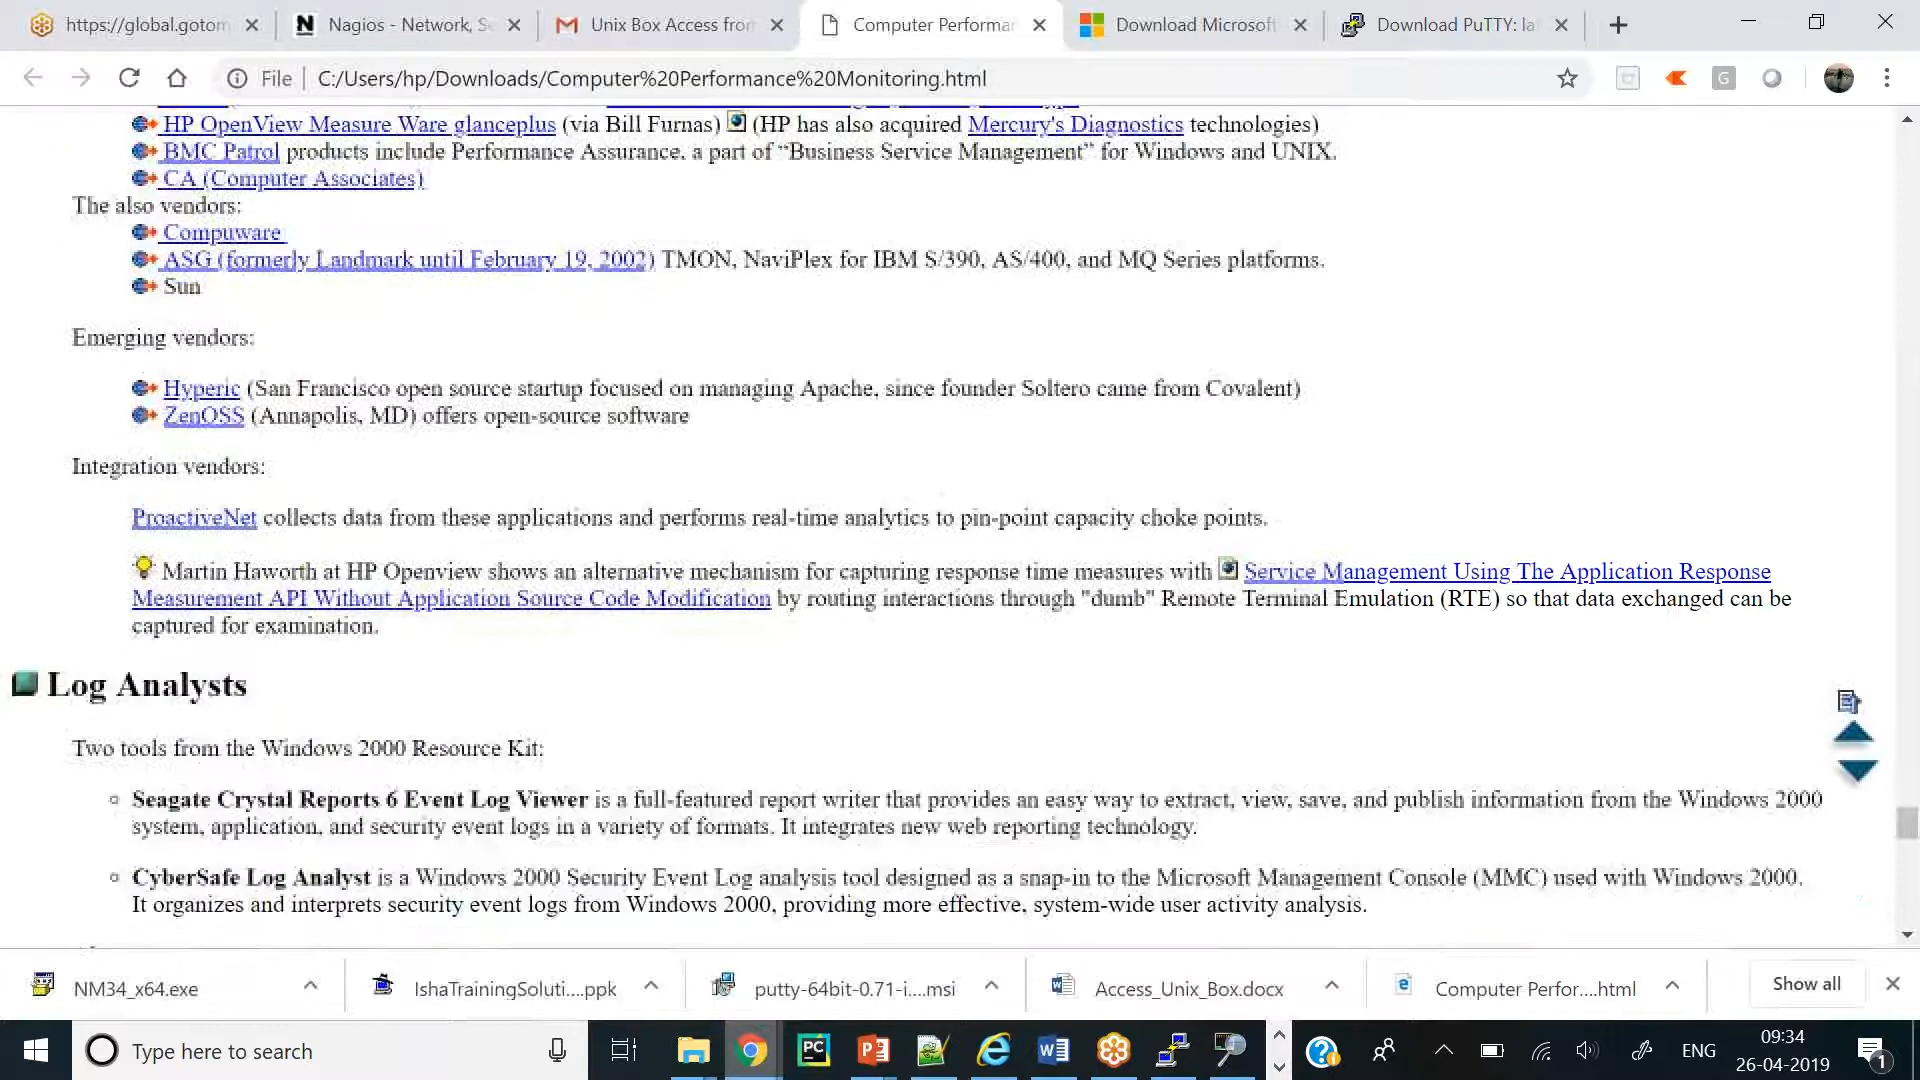 https://global.gotom
Nagios - Network, Se
Unix Box Access from
Computer Performan
Download Microsoft
Download PuTTY: la
File
C:/Users/hp/Downloads/Computer%20Performance%20Monitoring.html
HP OpenView Measure Ware glanceplus (via Bill Furnas) (HP has also acquired Mercury's Diagnostics technologies)
BMC Patrol products include Performance Assurance, a part of “Business Service Management” for Windows and UNIX.
CA (Computer Associates)
The also vendors:
Compuware
ASG (formerly Landmark until February 19, 2002) TMON, NaviPlex for IBM S/390, AS/400, and MQ Series platforms.
Sun
Emerging vendors:
Hyperic (San Francisco open source startup focused on managing Apache, since founder Soltero came from Covalent)
ZenOSS (Annapolis, MD) offers open-source software
Integration vendors:
ProactiveNet collects data from these applications and performs real-time analytics to pin-point capacity choke points.
Martin Haworth at HP Openview shows an alternative mechanism for capturing response time measures with Service Management Using The Application Response
Measurement API Without Application Source Code Modification by routing interactions through "dumb" Remote Terminal Emulation (RTE) so that data exchanged can be
captured for examination.
Log Analysts
Two tools from the Windows 2000 Resource Kit:
Seagate Crystal Reports 6 Event Log Viewer is a full-featured report writer that provides an easy way to extract, view, save, and publish information from the Windows 2000
system, application, and security event logs in a variety of formats. It integrates new web reporting technology.
CyberSafe Log Analyst is a Windows 2000 Security Event Log analysis tool designed as a snap-in to the Microsoft Management Console (MMC) used with Windows 2000.
It organizes and interprets security event logs from Windows 2000, providing more effective, system-wide user activity analysis.
NM34_x64.exe
IshaTrainingSoluti....ppk
putty-64bit-0.71-i....msi
Access_Unix_Box.docx
Computer Perfor....html
Show all
Type here to search
ENG
09:34
26-04-2019
1